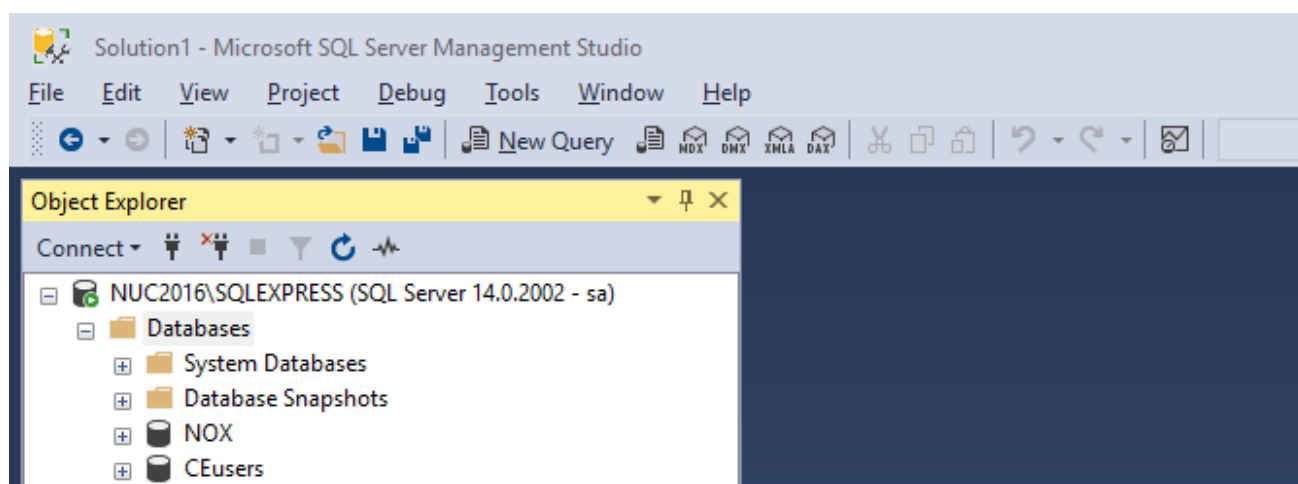 Solution1 - Microsoft SQL Server Management Studio
File Edit View Project Debug Tools Window Help
New Query MDX DMX XMLA DAX
Object Explorer
Connect
NUC2016\SQLEXPRESS (SQL Server 14.0.2002 - sa)
Databases
System Databases
Database Snapshots
NOX
CEusers